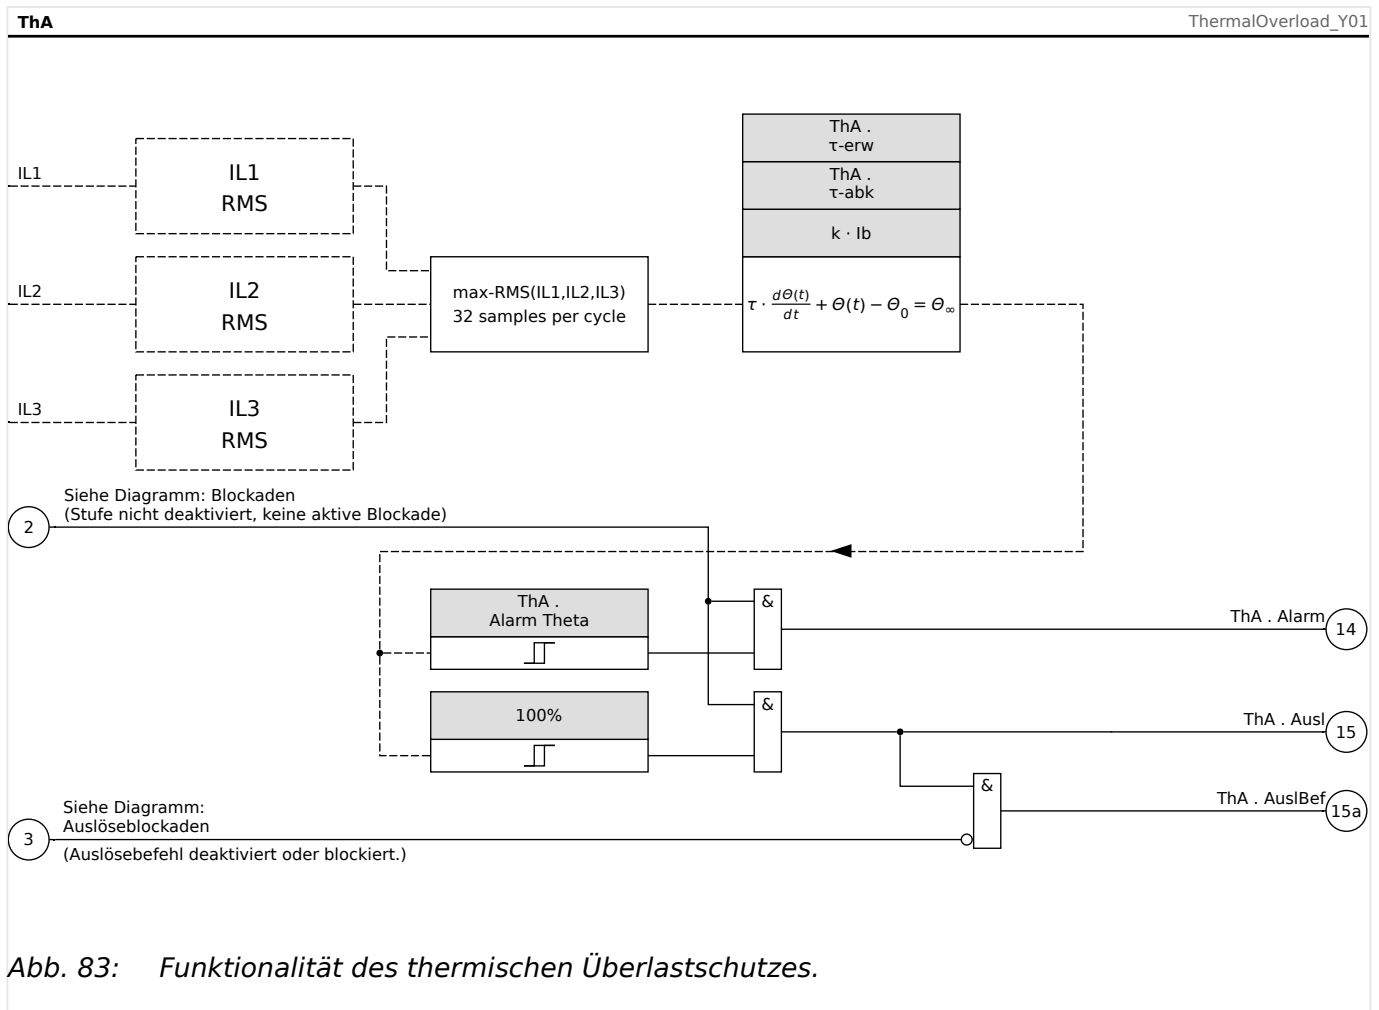 ThA
ThermalOverload_Y01
ThA .
τ-erw
ThA .
τ-abk
k · Ib
IL1
IL1
RMS
IL2
IL2
RMS
max-RMS(IL1,IL2,IL3)
32 samples per cycle
τ · dΘ(t)/dt + Θ(t) − Θ₀ = Θ∞
IL3
IL3
RMS
Siehe Diagramm: Blockaden
(Stufe nicht deaktiviert, keine aktive Blockade)
2
ThA .
Alarm Theta
&
ThA . Alarm
14
100%
&
ThA . Ausl
15
&
ThA . AuslBef
15a
Siehe Diagramm:
Auslöseblockaden
3
(Auslösebefehl deaktiviert oder blockiert.)
Abb. 83: Funktionalität des thermischen Überlastschutzes.